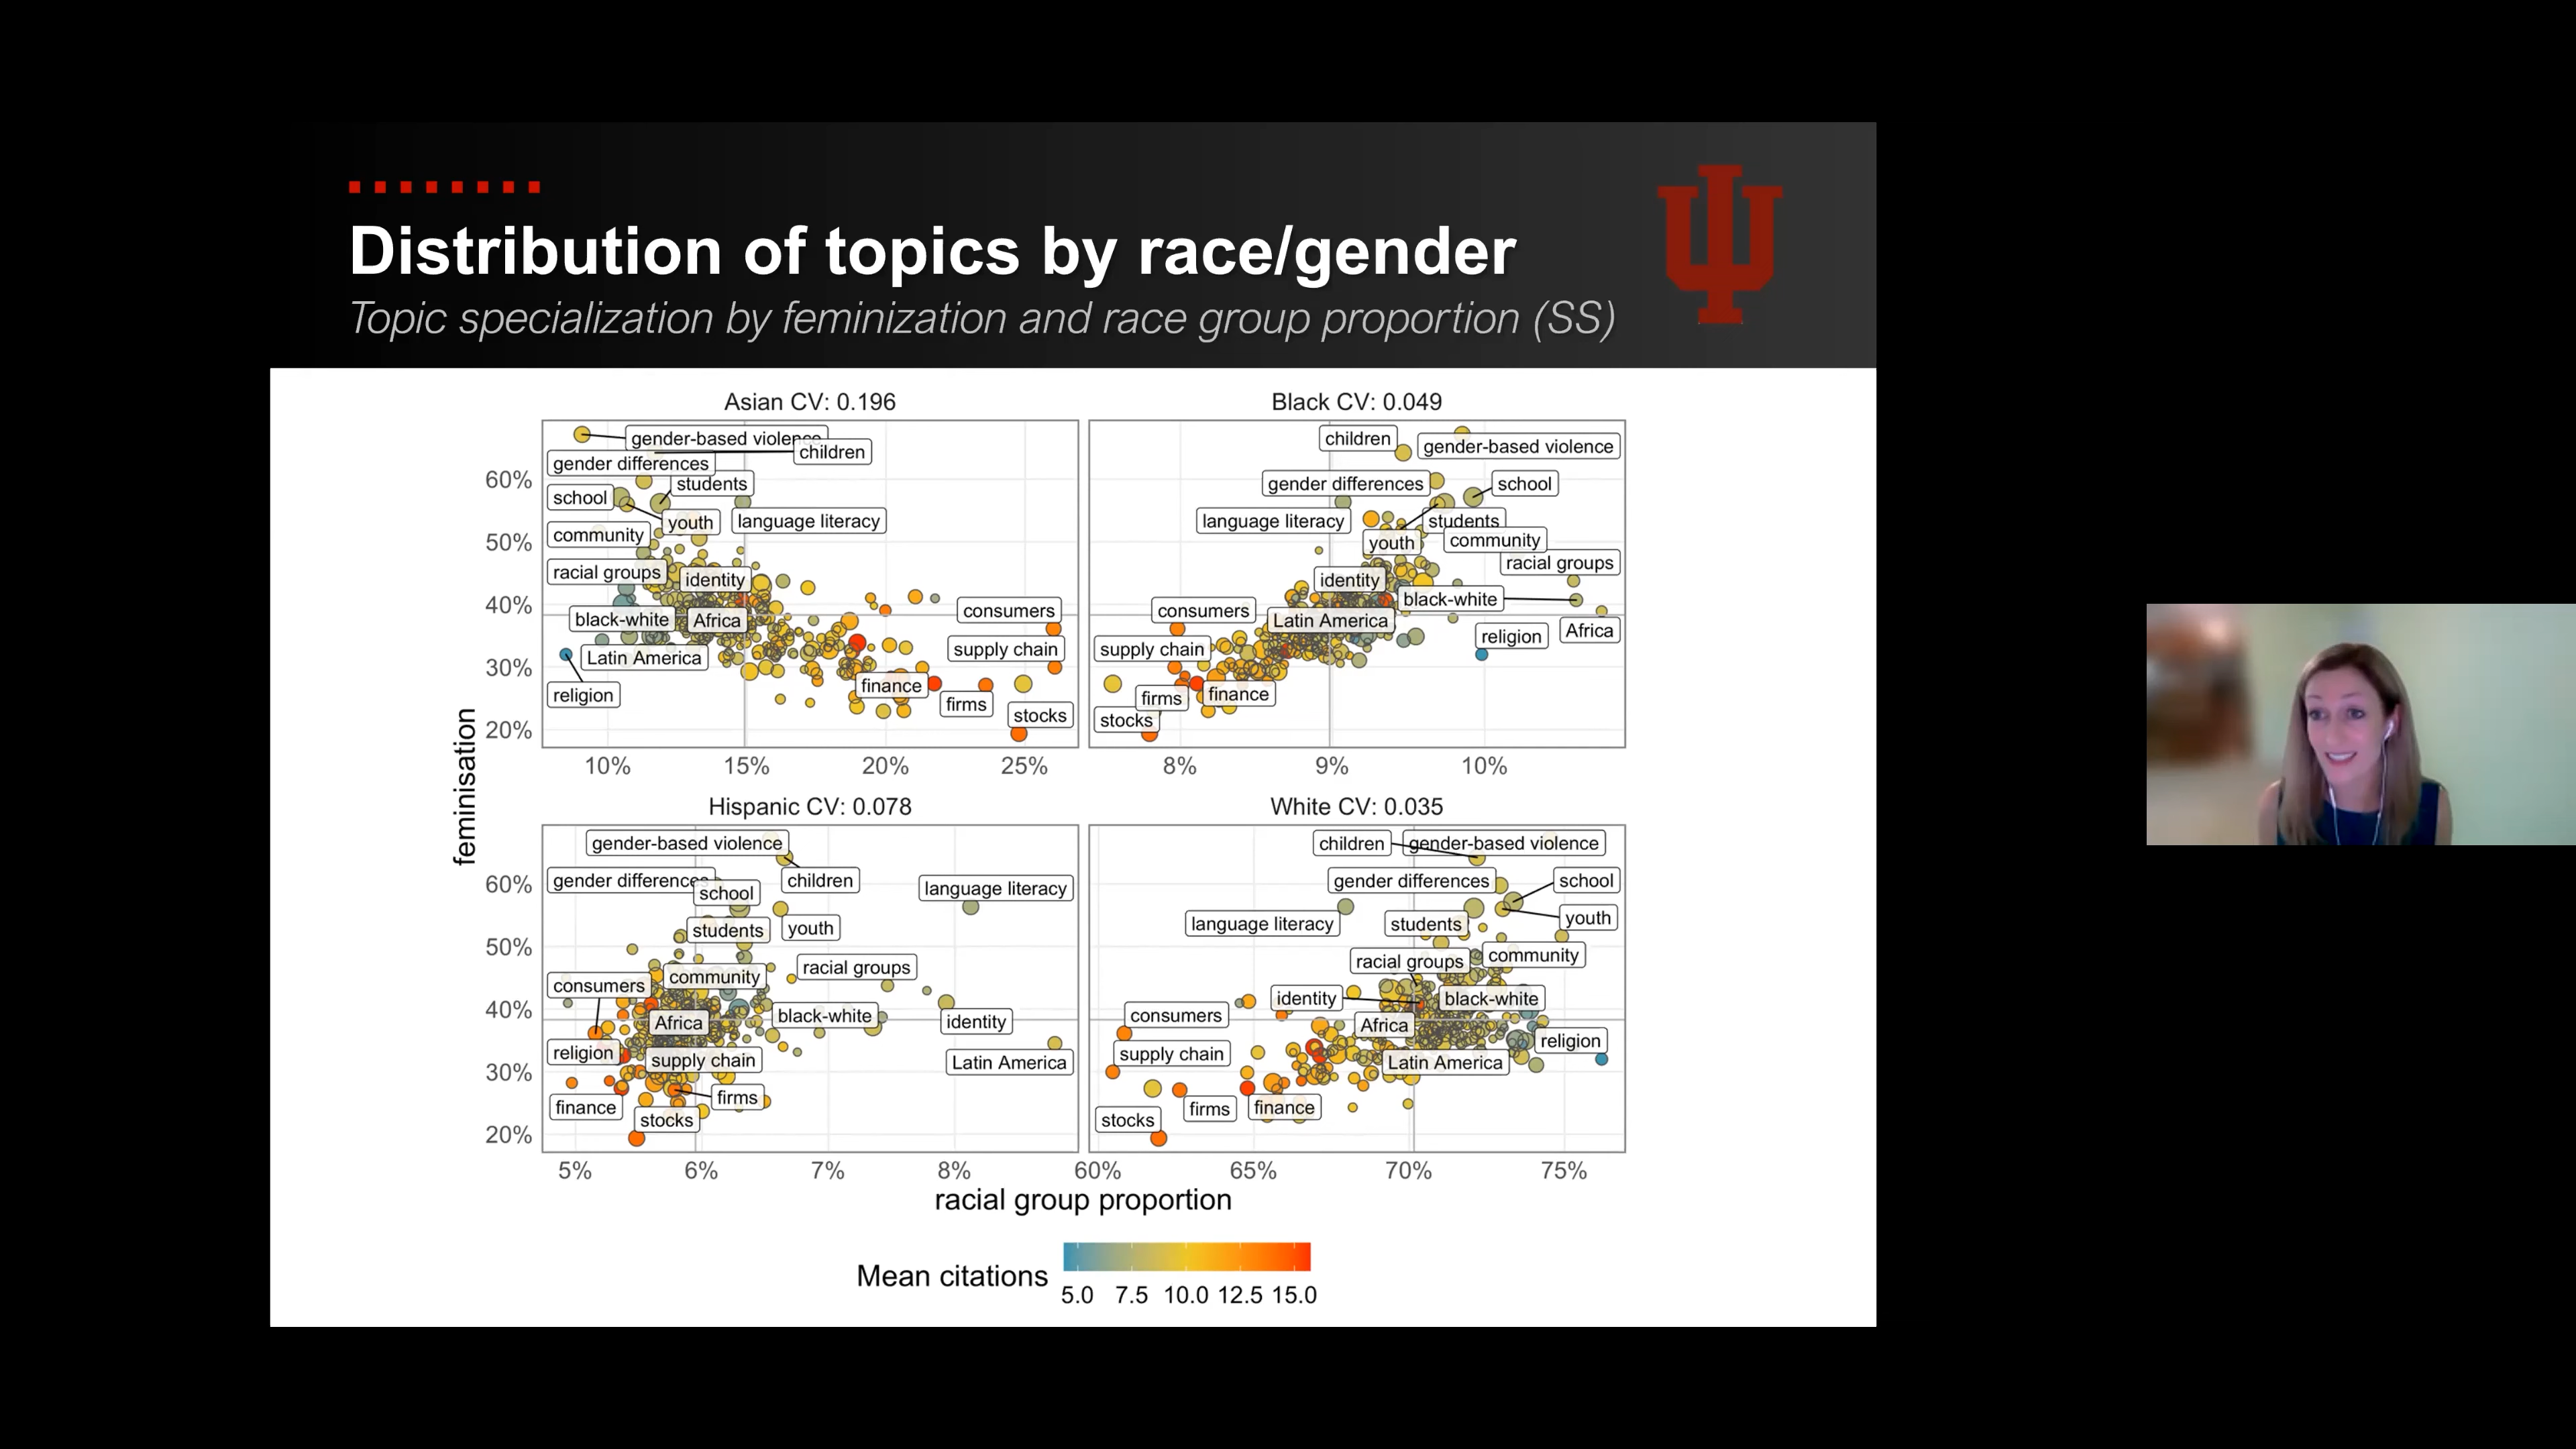 Distribution of topics by race/gender
Topic specialization by feminization and race group proportion (SS)
Asian CV: 0.196
gender-based violence
children
gender differences
students
school
youth
language literacy
community
racial groups
identity
black-white
Africa
consumers
supply chain
Latin America
religion
finance
firms
stocks
60%
50%
40%
30%
20%
10%
15%
20%
25%
Black CV: 0.049
children
gender-based violence
gender differences
school
language literacy
students
youth
community
racial groups
identity
black-white
consumers
Latin America
religion
Africa
supply chain
firms
finance
stocks
8%
9%
10%
feminisation
Hispanic CV: 0.078
gender-based violence
gender differences
children
school
language literacy
students
youth
community
racial groups
consumers
black-white
Africa
identity
religion
supply chain
Latin America
finance
firms
stocks
60%
50%
40%
30%
20%
5%
6%
7%
8%
White CV: 0.035
children
gender-based violence
gender differences
school
language literacy
students
youth
racial groups
community
identity
black-white
consumers
Africa
religion
supply chain
Latin America
firms
finance
stocks
60%
65%
70%
75%
racial group proportion
Mean citations
5.0 7.5 10.0 12.5 15.0